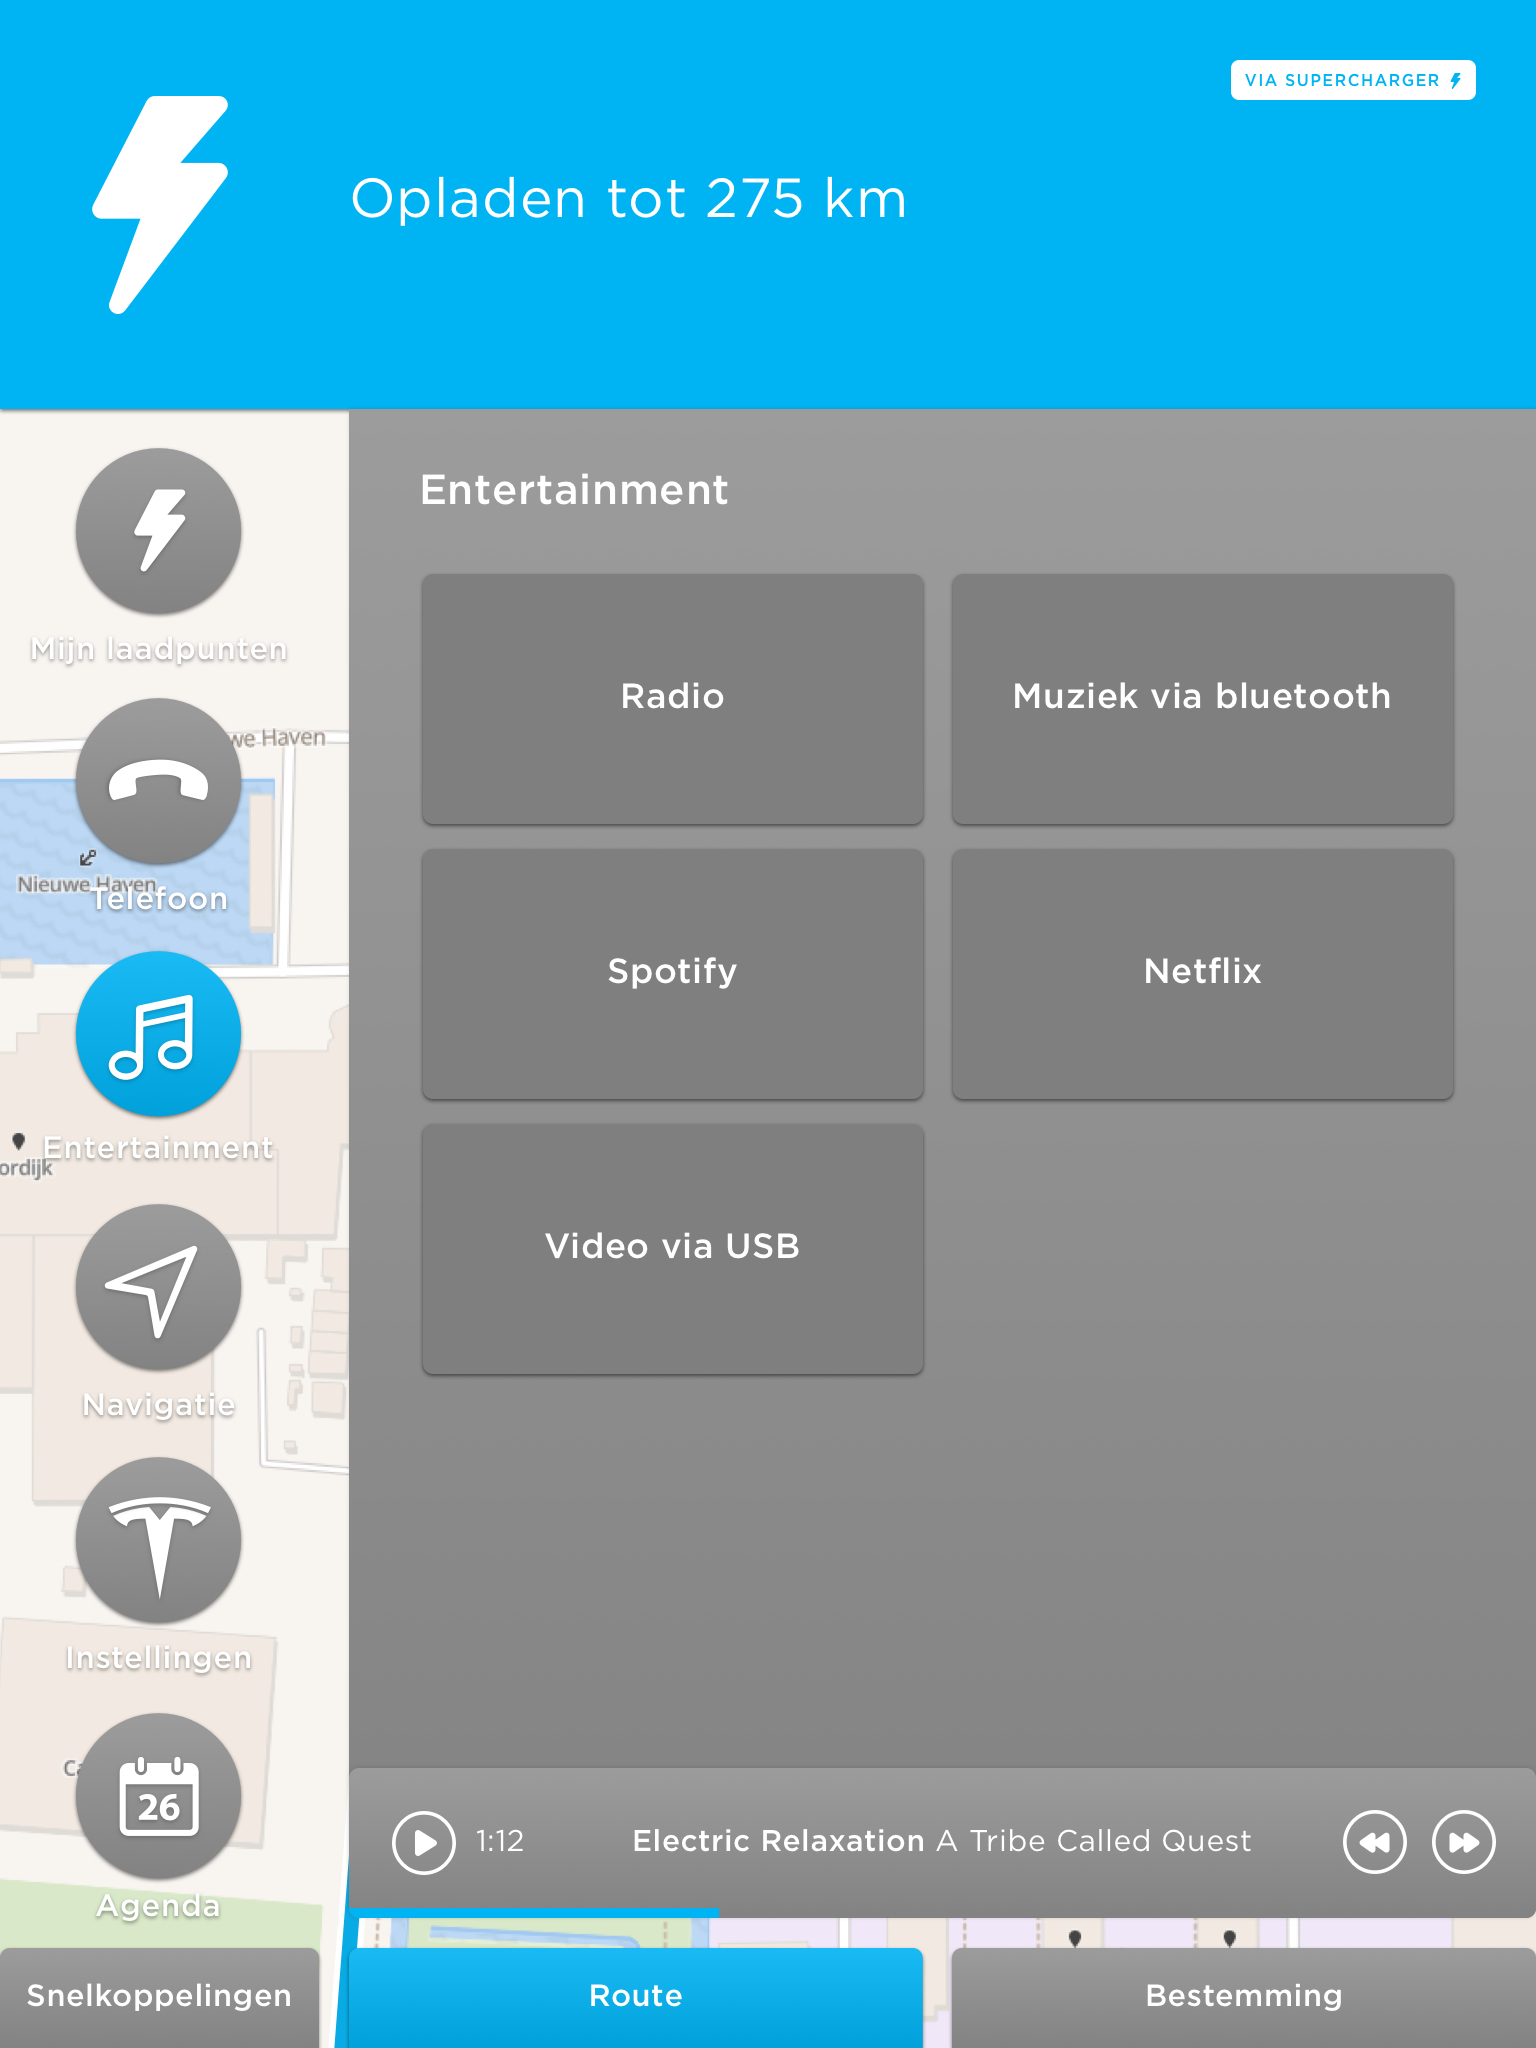 VIA SUPERCHARGER
Opladen tot 275 km
Mijn laadpunten
we Haven
Nieuwe Haven
Telefoon
Entertainment
ordijk
Navigatie
Instellingen
Ca
26
Agenda
Entertainment
Radio
Muziek via bluetooth
Spotify
Netflix
Video via USB
1:12
Electric Relaxation A Tribe Called Quest
Snelkoppelingen
Route
Bestemming